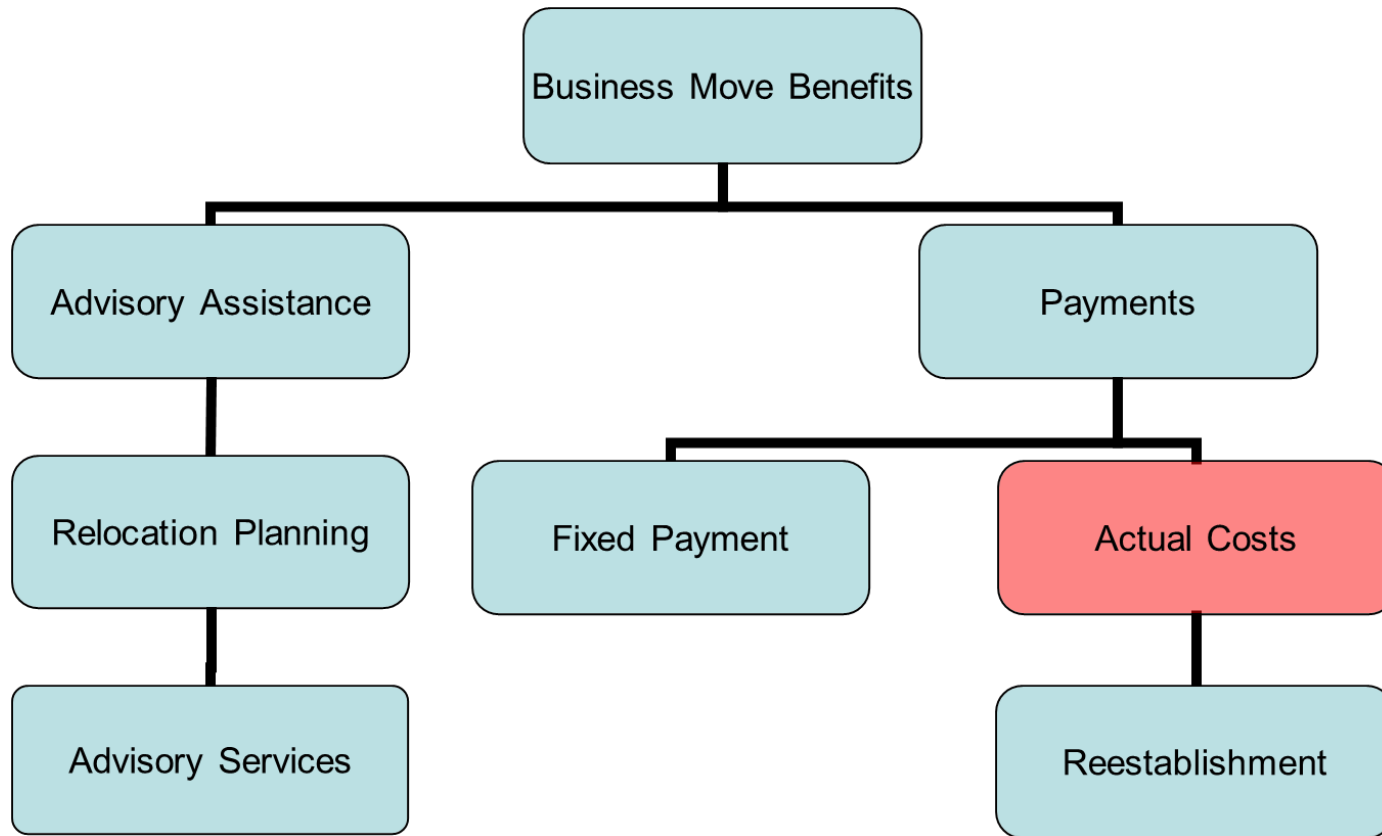 Business Move Benefits
Advisory Assistance
Payments
Relocation Planning
Fixed Payment
Actual Costs
Advisory Services
Reestablishment